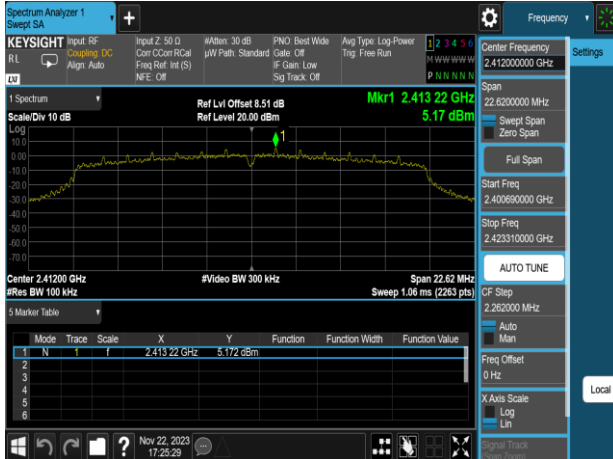 Spectrum Analyzer 1
Swept SA
+
Frequency
KEYSIGHT
RL
LXI
Input: RF
Coupling: DC
Align: Auto
Input Z: 50 Ω
Corr CCorr RCal
Freq Ref: Int (S)
NFE: Off
#Atten: 30 dB
µW Path: Standard
PNO: Best Wide
Gate: Off
IF Gain: Low
Sig Track: Off
Avg Type: Log-Power
Trig: Free Run
1 2 3 4 5 6
M W W W W W
P N N N N N
1 Spectrum
Scale/Div 10 dB
Ref Lvl Offset 8.51 dB
Ref Level 20.00 dBm
Mkr1 2.413 22 GHz
5.17 dBm
Log
10.0
0.00
-10.0
-20.0
-30.0
-40.0
-50.0
-60.0
-70.0
1
Center 2.41200 GHz
#Res BW 100 kHz
#Video BW 300 kHz
Span 22.62 MHz
Sweep 1.06 ms (2263 pts)
5 Marker Table
Mode Trace Scale X Y Function Function Width Function Value
1 N 1 f 2.413 22 GHz 5.172 dBm
2
3
4
5
6
Nov 22, 2023
17:25:29
?
Center Frequency
2.412000000 GHz
Span
22.6200000 MHz
Swept Span
Zero Span
Full Span
Start Freq
2.400690000 GHz
Stop Freq
2.423310000 GHz
AUTO TUNE
CF Step
2.262000 MHz
Auto
Man
Freq Offset
0 Hz
X Axis Scale
Log
Lin
Signal Track
(Span Zoom)
Settings
Local